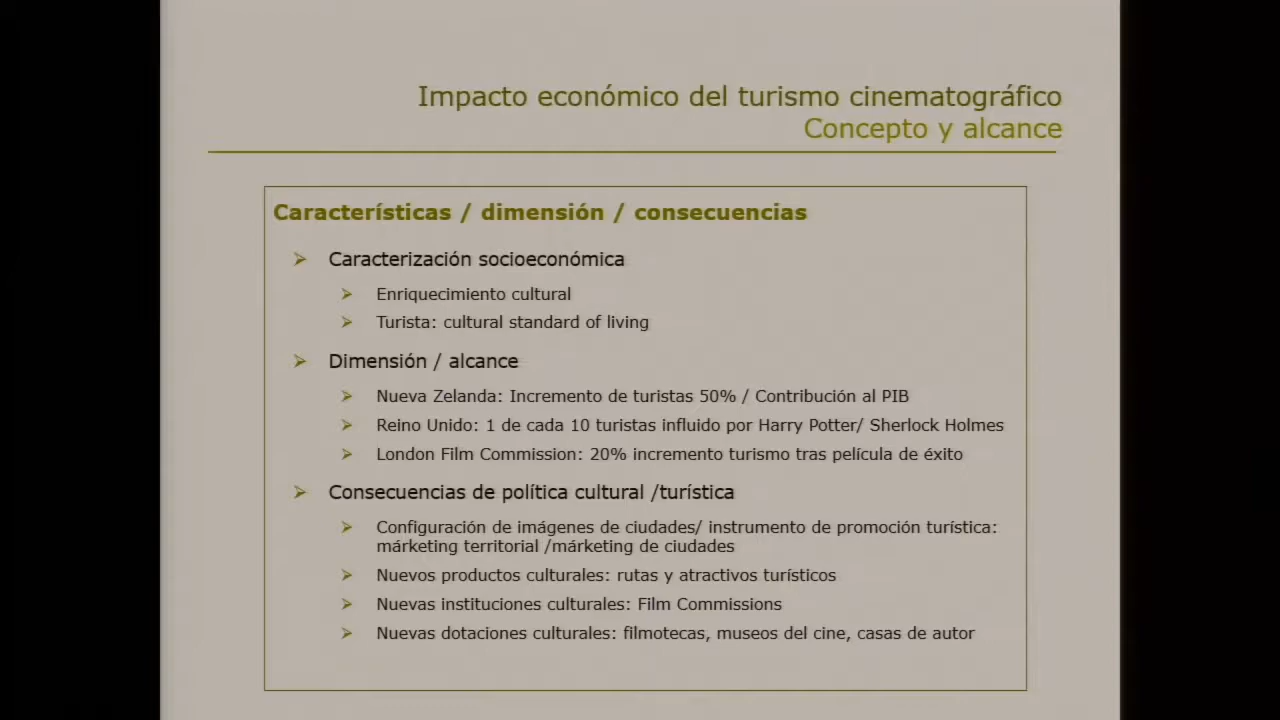 Impacto económico del turismo cinematográfico
Concepto y alcance
Características / dimensión / consecuencias
Caracterización socioeconómica
Enriquecimiento cultural
Turista: cultural standard of living
Dimensión / alcance
Nueva Zelanda: Incremento de turistas 50% / Contribución al PIB
Reino Unido: 1 de cada 10 turistas influido por Harry Potter/ Sherlock Holmes
London Film Commission: 20% incremento turismo tras película de éxito
Consecuencias de política cultural /turística
Configuración de imágenes de ciudades/ instrumento de promoción turística:
márketing territorial /márketing de ciudades
Nuevos productos culturales: rutas y atractivos turísticos
Nuevas instituciones culturales: Film Commissions
Nuevas dotaciones culturales: filmotecas, museos del cine, casas de autor